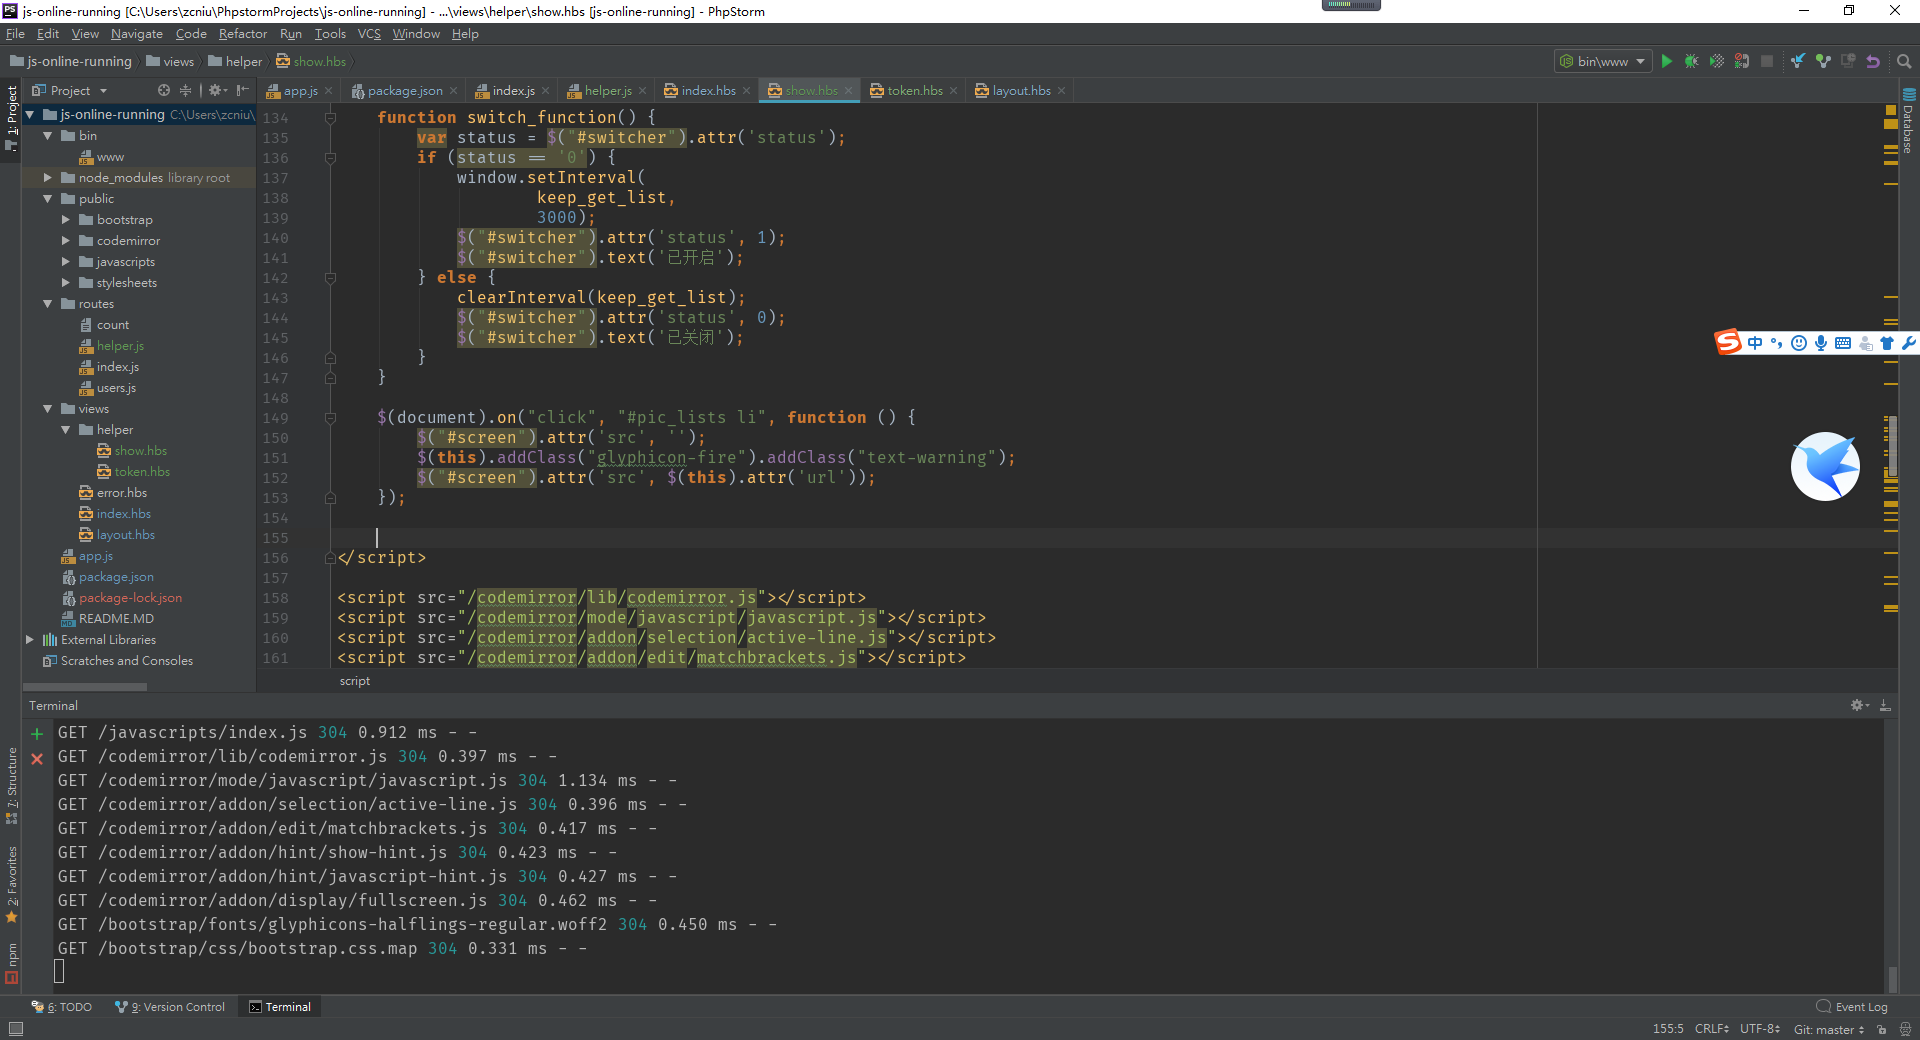 js-online-running [C:\Users\zcniu\PhpstormProjects\js-online-running] - ...\views\helper\show.hbs [js-online-running] - PhpStorm
File Edit View Navigate Code Refactor Run Tools VCS Window Help
js-online-running views helper show.hbs
bin\www
Project
app.js package.json index.js helper.js index.hbs show.hbs token.hbs layout.hbs
1: Project
7: Structure
2: Favorites
npm
Database
js-online-running C:\Users\zcniu\
bin
www
node_modules library root
public
bootstrap
codemirror
javascripts
stylesheets
routes
count
helper.js
index.js
users.js
views
helper
show.hbs
token.hbs
error.hbs
index.hbs
layout.hbs
app.js
package.json
package-lock.json
README.MD
External Libraries
Scratches and Consoles
134 function switch_function() {
135 var status = $("#switcher").attr('status');
136 if (status == '0') {
137 window.setInterval(
138 keep_get_list,
139 3000);
140 $("#switcher").attr('status', 1);
141 $("#switcher").text('已开启');
142 } else {
143 clearInterval(keep_get_list);
144 $("#switcher").attr('status', 0);
145 $("#switcher").text('已关闭');
146 }
147 }
148
149 $(document).on("click", "#pic_lists li", function () {
150 $("#screen").attr('src', '');
151 $(this).addClass("glyphicon-fire").addClass("text-warning");
152 $("#screen").attr('src', $(this).attr('url'));
153 });
154
155
156 </script>
157
158 <script src="/codemirror/lib/codemirror.js"></script>
159 <script src="/codemirror/mode/javascript/javascript.js"></script>
160 <script src="/codemirror/addon/selection/active-line.js"></script>
161 <script src="/codemirror/addon/edit/matchbrackets.js"></script>
script
中
Terminal
GET /javascripts/index.js 304 0.912 ms - -
GET /codemirror/lib/codemirror.js 304 0.397 ms - -
GET /codemirror/mode/javascript/javascript.js 304 1.134 ms - -
GET /codemirror/addon/selection/active-line.js 304 0.396 ms - -
GET /codemirror/addon/edit/matchbrackets.js 304 0.417 ms - -
GET /codemirror/addon/hint/show-hint.js 304 0.423 ms - -
GET /codemirror/addon/hint/javascript-hint.js 304 0.427 ms - -
GET /codemirror/addon/display/fullscreen.js 304 0.462 ms - -
GET /bootstrap/fonts/glyphicons-halflings-regular.woff2 304 0.450 ms - -
GET /bootstrap/css/bootstrap.css.map 304 0.331 ms - -
6: TODO 9: Version Control Terminal Event Log
155:5 CRLF UTF-8 Git: master